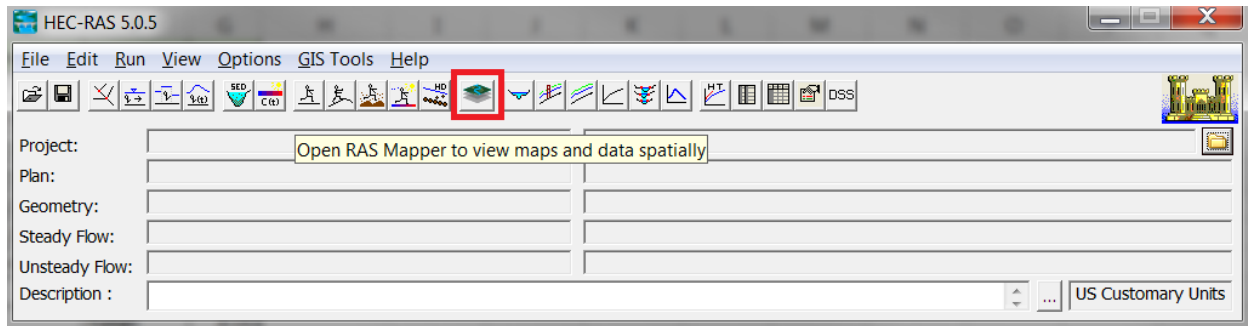 HEC-RAS 5.0.5
File Edit Run View Options GIS Tools Help
SED C(t) HD HT DSS
Project:
Open RAS Mapper to view maps and data spatially
Plan:
Geometry:
Steady Flow:
Unsteady Flow:
Description :
... US Customary Units